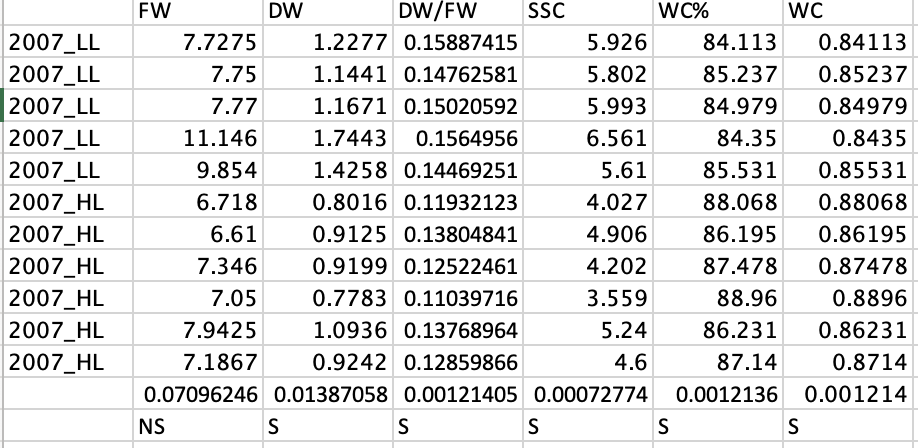 FW DW DW/FW SSC WC% WC
2007_LL 7.7275 1.2277 0.15887415 5.926 84.113 0.84113
2007_LL 7.75 1.1441 0.14762581 5.802 85.237 0.85237
2007_LL 7.77 1.1671 0.15020592 5.993 84.979 0.84979
2007_LL 11.146 1.7443 0.1564956 6.561 84.35 0.8435
2007_LL 9.854 1.4258 0.14469251 5.61 85.531 0.85531
2007_HL 6.718 0.8016 0.11932123 4.027 88.068 0.88068
2007_HL 6.61 0.9125 0.13804841 4.906 86.195 0.86195
2007_HL 7.346 0.9199 0.12522461 4.202 87.478 0.87478
2007_HL 7.05 0.7783 0.11039716 3.559 88.96 0.8896
2007_HL 7.9425 1.0936 0.13768964 5.24 86.231 0.86231
2007_HL 7.1867 0.9242 0.12859866 4.6 87.14 0.8714
0.07096246 0.01387058 0.00121405 0.00072774 0.0012136 0.001214
NS S S S S S